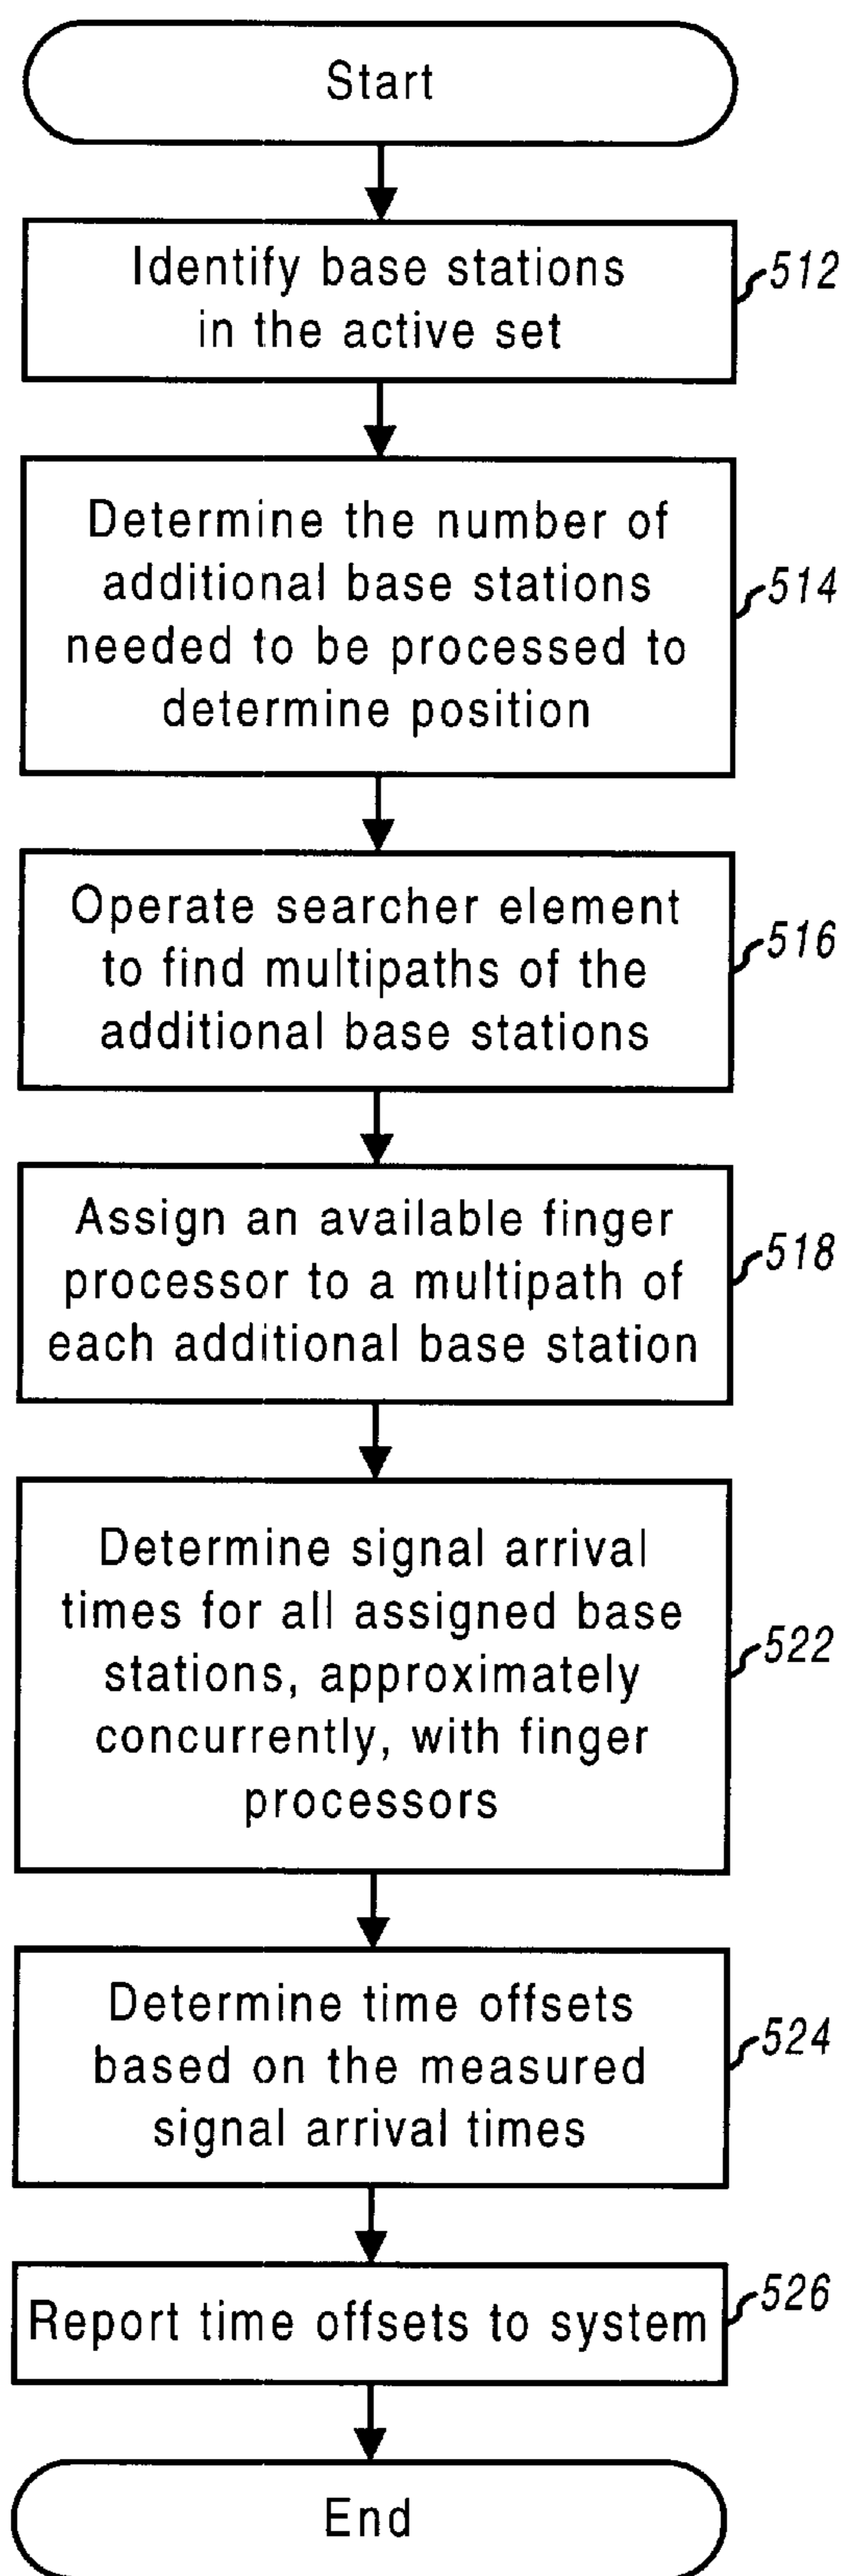 Start
Identify base stations
in the active set
512
Determine the number of
additional base stations
needed to be processed to
determine position
514
Operate searcher element
to find multipaths of the
additional base stations
516
Assign an available finger
processor to a multipath of
each additional base station
518
Determine signal arrival
times for all assigned base
stations, approximately
concurrently, with finger
processors
522
Determine time offsets
based on the measured
signal arrival times
524
Report time offsets to system
526
End